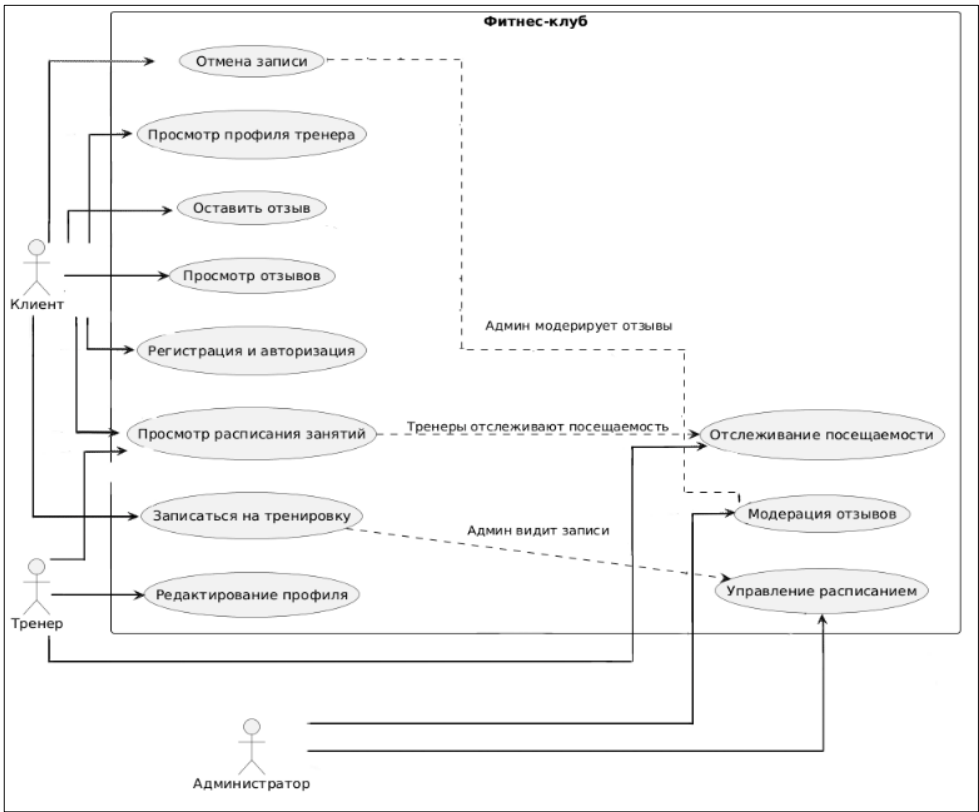 Фитнес-клуб
Отмена записи
Просмотр профиля тренера
Оставить отзыв
Просмотр отзывов
Клиент
Админ модерирует отзывы
Регистрация и авторизация
Тренеры отслеживают посещаемость
Просмотр расписания занятий
Отслеживание посещаемости
Записаться на тренировку
Модерация отзывов
Админ видит записи
Управление расписанием
Редактирование профиля
Тренер
Администратор